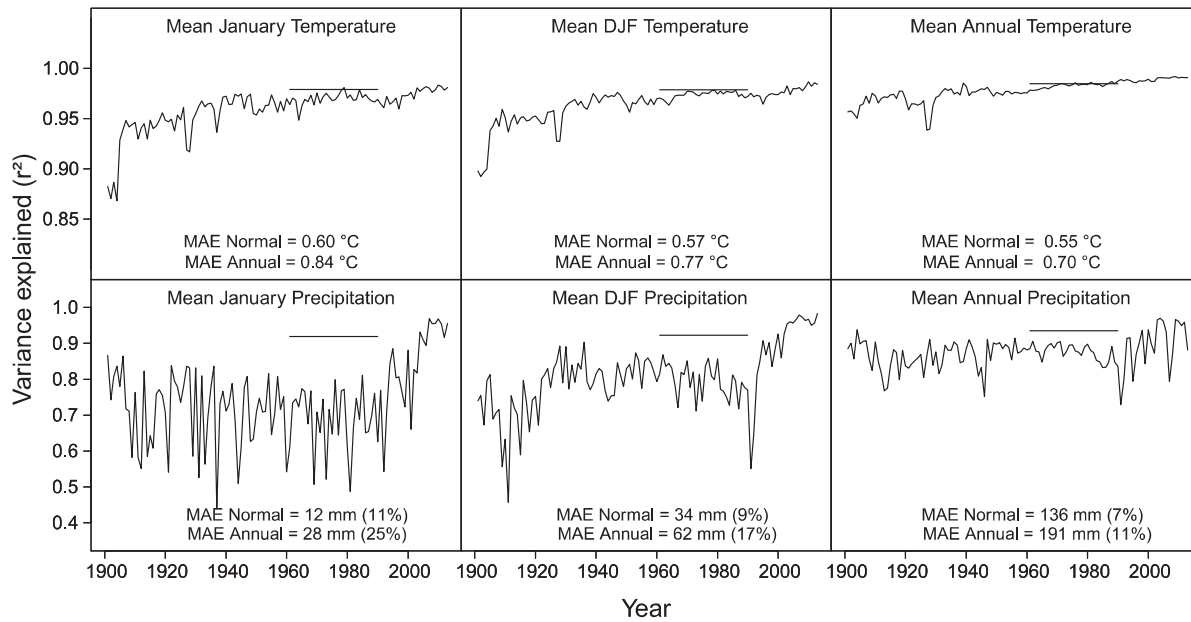 Mean January Temperature
Mean DJF Temperature
Mean Annual Temperature
1.00
0.95
0.90
0.85
MAE Normal = 0.60 °C
MAE Annual = 0.84 °C
MAE Normal = 0.57 °C
MAE Annual = 0.77 °C
MAE Normal = 0.55 °C
MAE Annual = 0.70 °C
Variance explained (r²)
Mean January Precipitation
Mean DJF Precipitation
Mean Annual Precipitation
1.0
0.9
0.8
0.7
0.6
0.5
0.4
MAE Normal = 12 mm (11%)
MAE Annual = 28 mm (25%)
MAE Normal = 34 mm (9%)
MAE Annual = 62 mm (17%)
MAE Normal = 136 mm (7%)
MAE Annual = 191 mm (11%)
1900 1920 1940 1960 1980 2000 1900 1920 1940 1960 1980 2000 1900 1920 1940 1960 1980 2000
Year